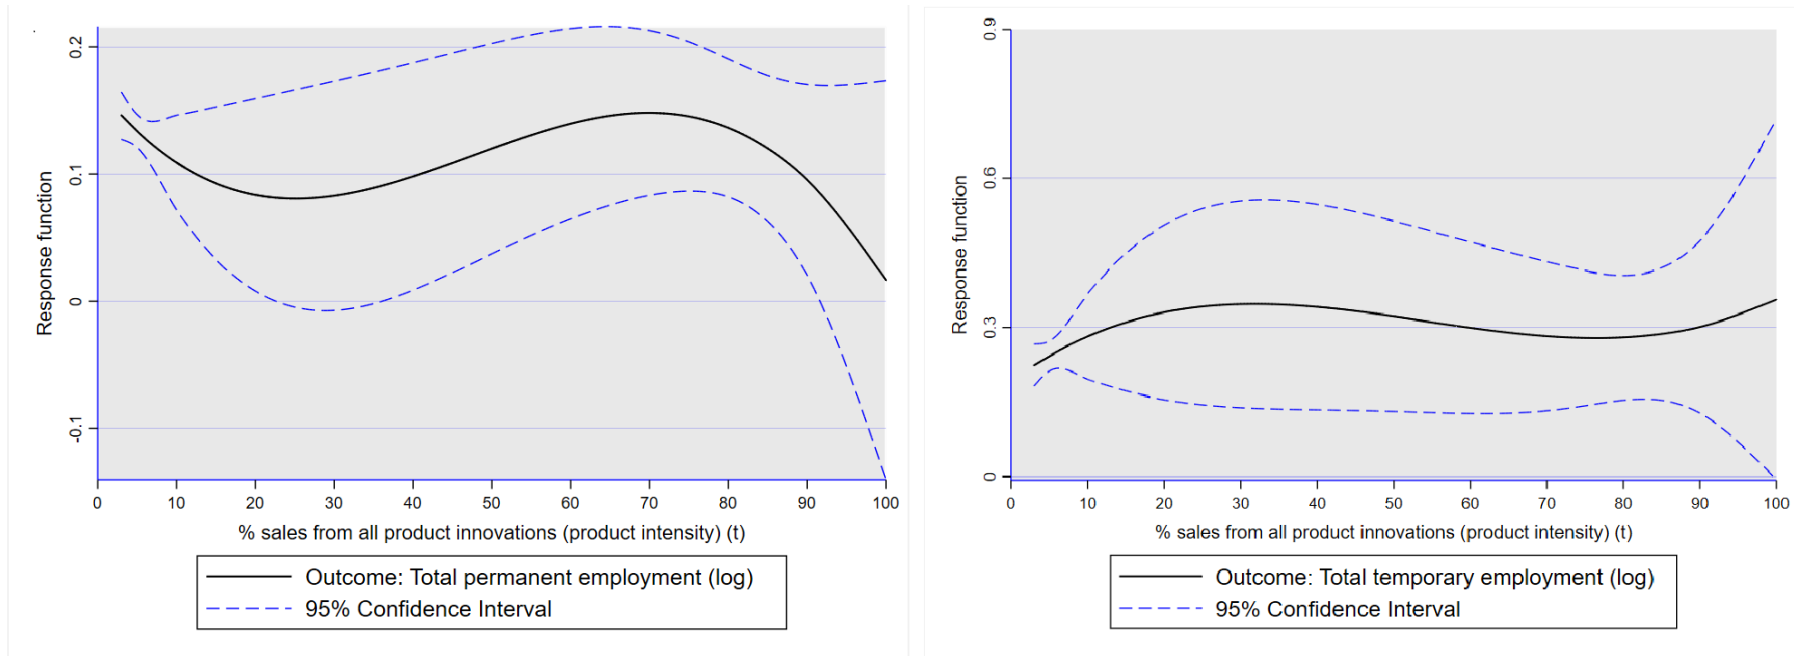 0.2
0.1
0
-0.1
Response function
0 10 20 30 40 50 60 70 80 90 100
% sales from all product innovations (product intensity) (t)
Outcome: Total permanent employment (log)
95% Confidence Interval
0.9
0.6
0.3
0
Response function
0 10 20 30 40 50 60 70 80 90 100
% sales from all product innovations (product intensity) (t)
Outcome: Total temporary employment (log)
95% Confidence Interval